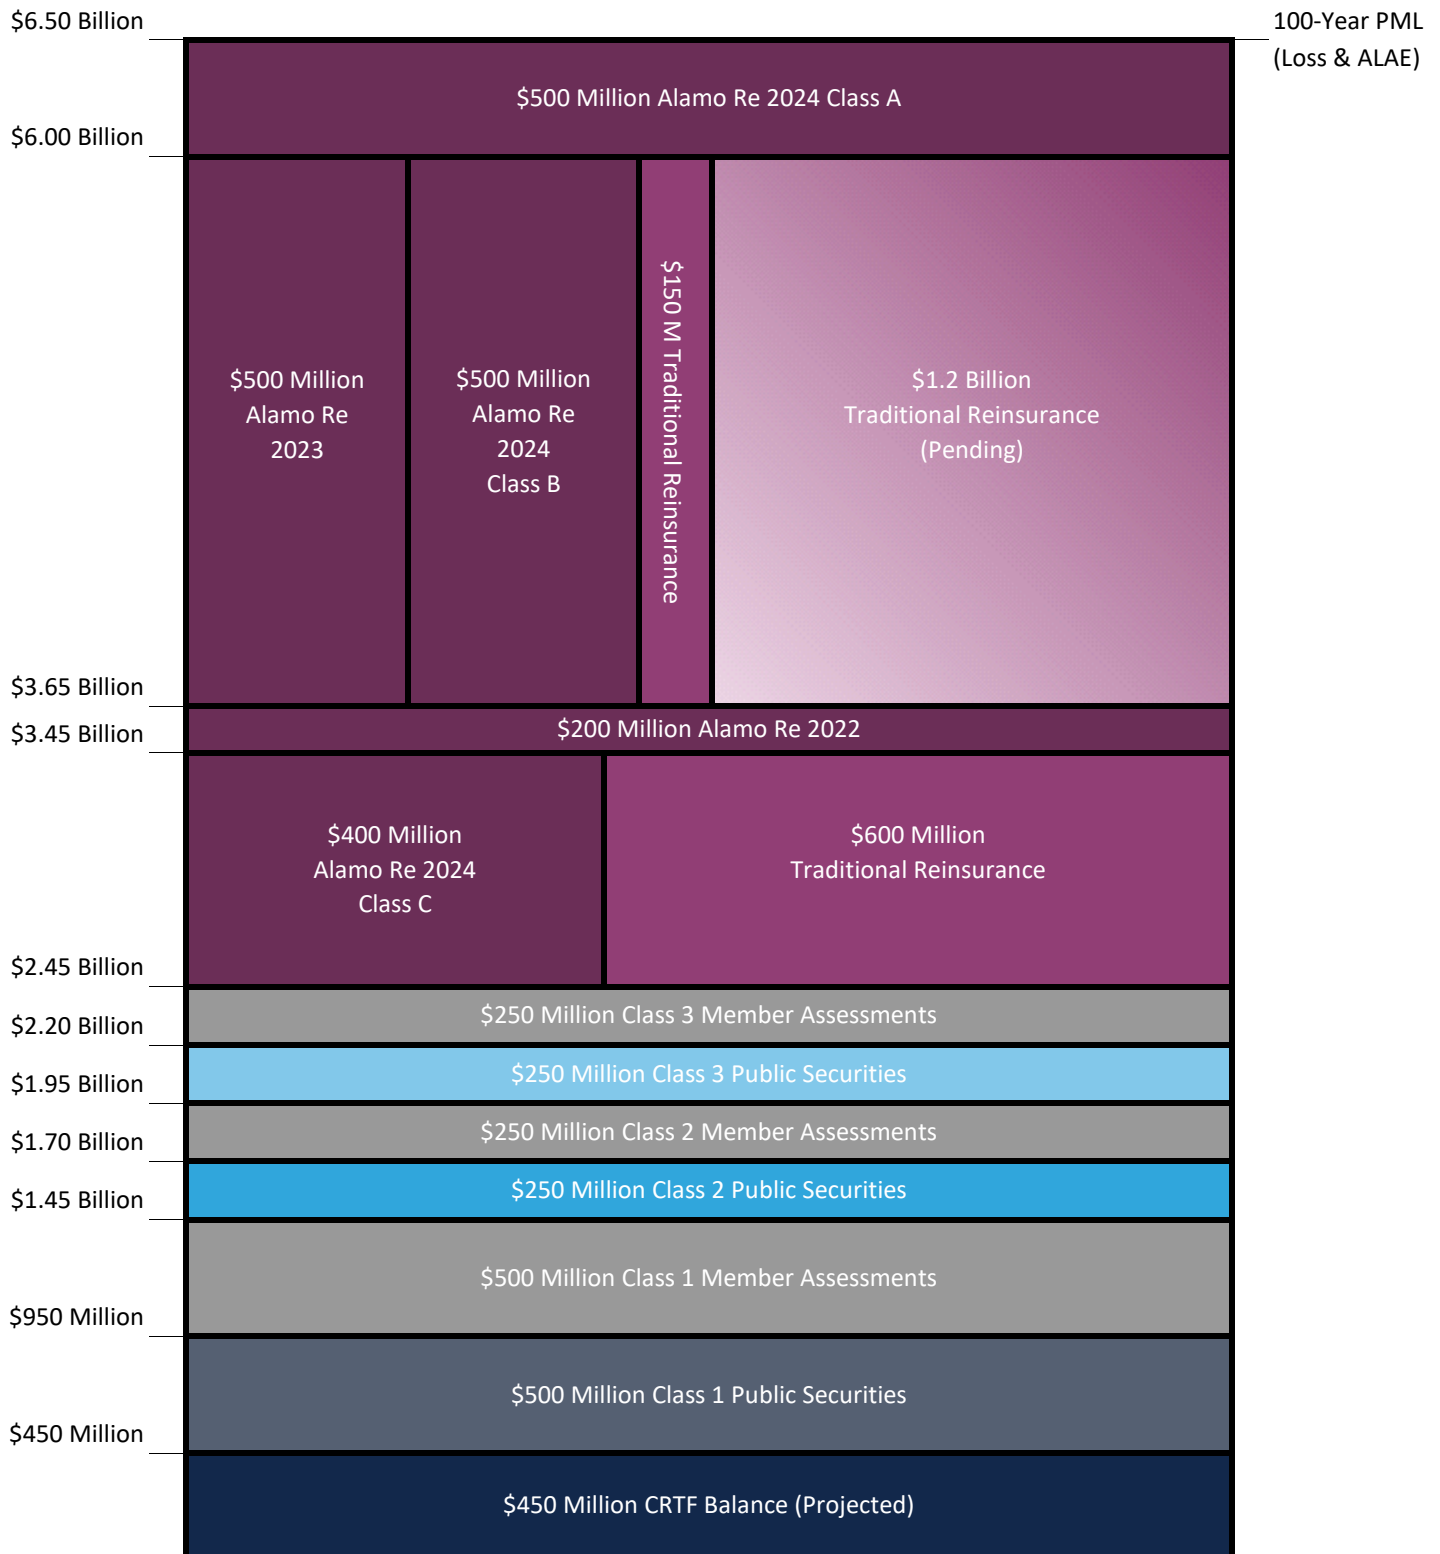 $6.50 Billion
100-Year PML
(Loss & ALAE)
$500 Million Alamo Re 2024 Class A
$6.00 Billion
$500 Million
Alamo Re
2023
$500 Million
Alamo Re
2024
Class B
$150 M Traditional Reinsurance
$1.2 Billion
Traditional Reinsurance
(Pending)
$3.65 Billion
$200 Million Alamo Re 2022
$3.45 Billion
$400 Million
Alamo Re 2024
Class C
$600 Million
Traditional Reinsurance
$2.45 Billion
$250 Million Class 3 Member Assessments
$2.20 Billion
$250 Million Class 3 Public Securities
$1.95 Billion
$250 Million Class 2 Member Assessments
$1.70 Billion
$250 Million Class 2 Public Securities
$1.45 Billion
$500 Million Class 1 Member Assessments
$950 Million
$500 Million Class 1 Public Securities
$450 Million
$450 Million CRTF Balance (Projected)